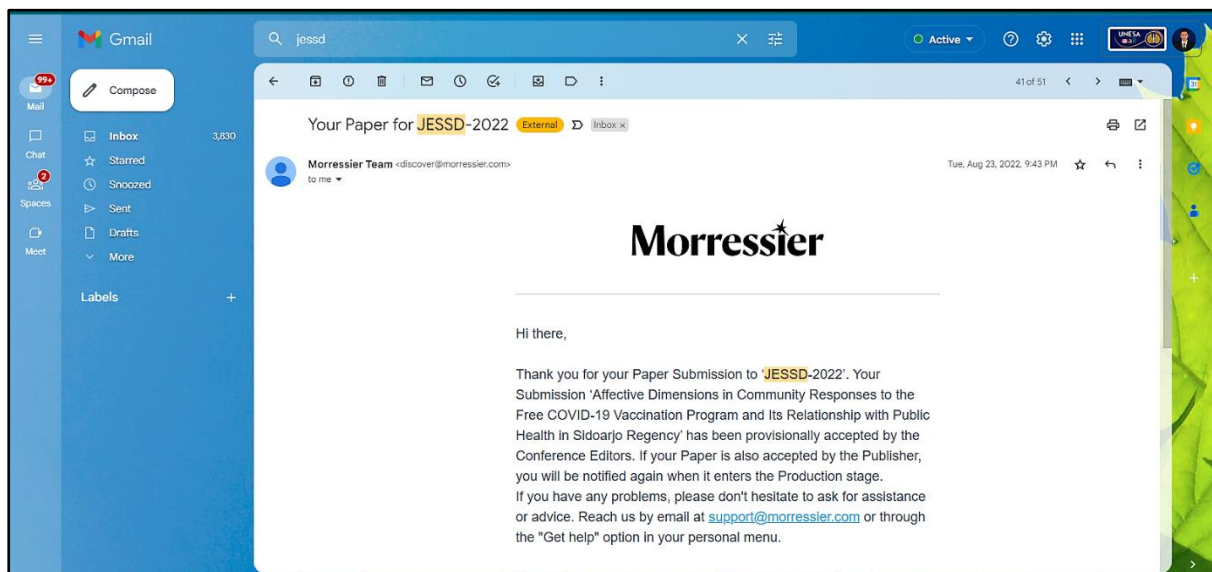 Gmail
jessd
Active
UNESA
99+
Mail
Compose
41 of 51
31
Your Paper for JESSD-2022 External Inbox ×
Inbox 3,830
Chat
Starred
Morressier Team <discover@morressier.com> Tue, Aug 23, 2022, 9:43 PM
to me
2
Snoozed
Spaces
Sent
Drafts
Meet
More
Morressier
Labels +
Hi there,
Thank you for your Paper Submission to 'JESSD-2022'. Your
Submission 'Affective Dimensions in Community Responses to the
Free COVID-19 Vaccination Program and Its Relationship with Public
Health in Sidoarjo Regency' has been provisionally accepted by the
Conference Editors. If your Paper is also accepted by the Publisher,
you will be notified again when it enters the Production stage.
If you have any problems, please don't hesitate to ask for assistance
or advice. Reach us by email at support@morressier.com or through
the "Get help" option in your personal menu.